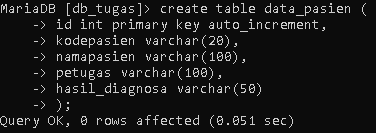 MariaDB [db_tugas]> create table data_pasien (
    -> id int primary key auto_increment,
    -> kodepasien varchar(20),
    -> namapasien varchar(100),
    -> petugas varchar(100),
    -> hasil_diagnosa varchar(50)
    -> );
Query OK, 0 rows affected (0.051 sec)